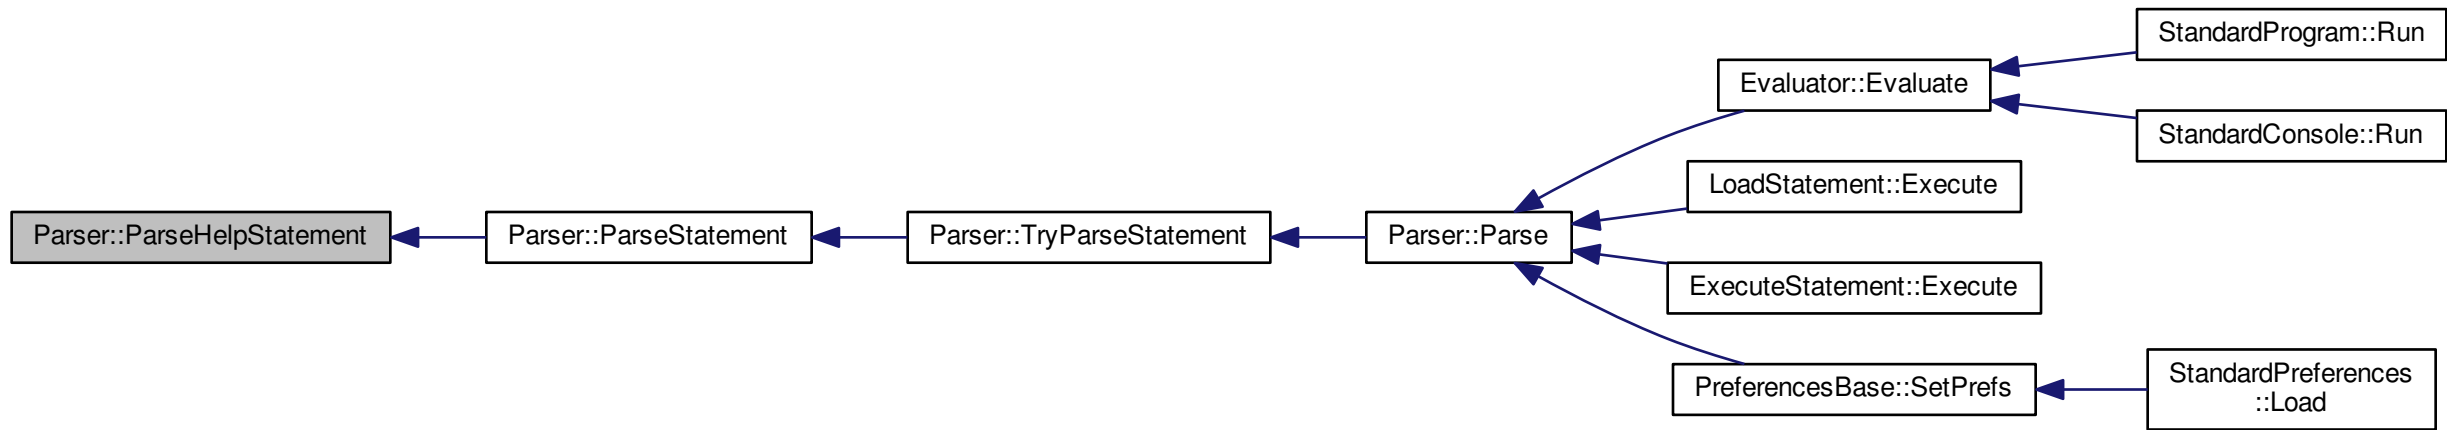 Parser::ParseHelpStatement
Parser::ParseStatement
Parser::TryParseStatement
Parser::Parse
Evaluator::Evaluate
StandardProgram::Run
StandardConsole::Run
LoadStatement::Execute
ExecuteStatement::Execute
PreferencesBase::SetPrefs
StandardPreferences
::Load